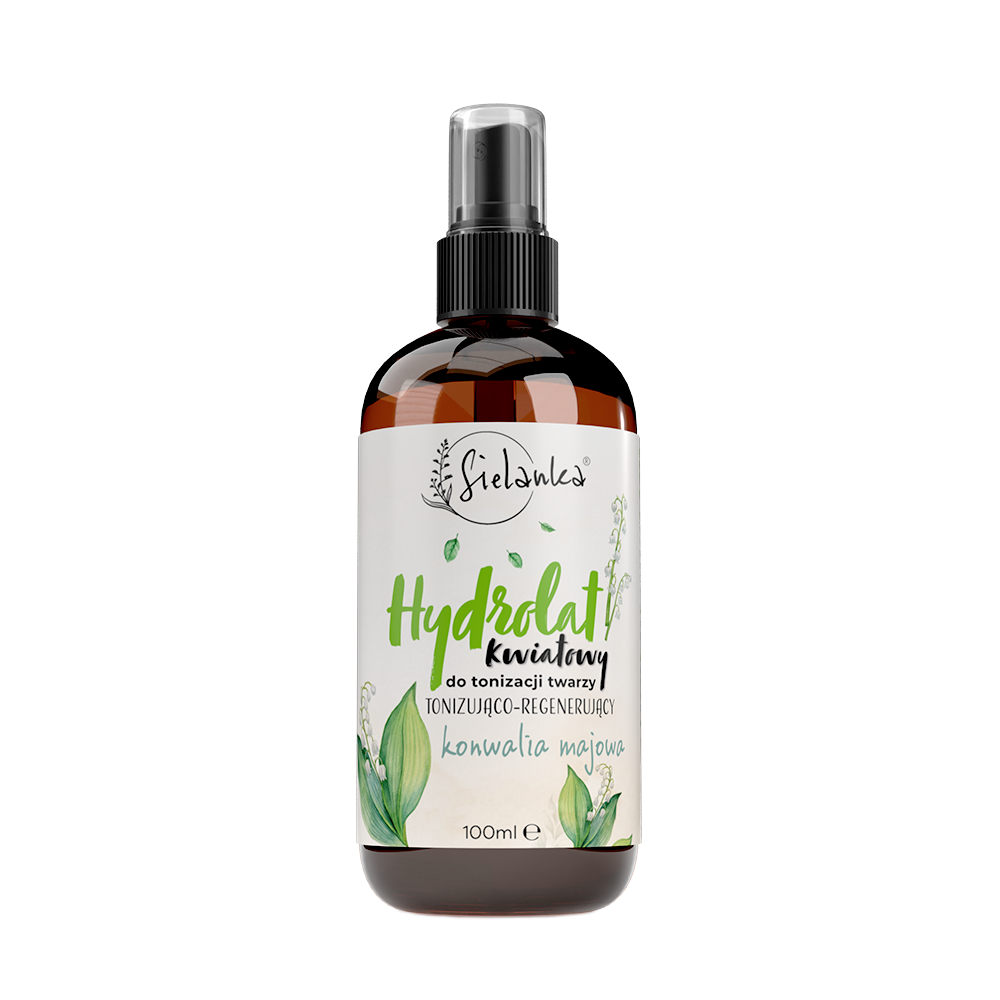 Sielanka®
Hydrolat
kwiatowy
do tonizacji twarzy
TONIZUJĄCO-REGENERUJĄCY
konwalia majowa
100ml ℮